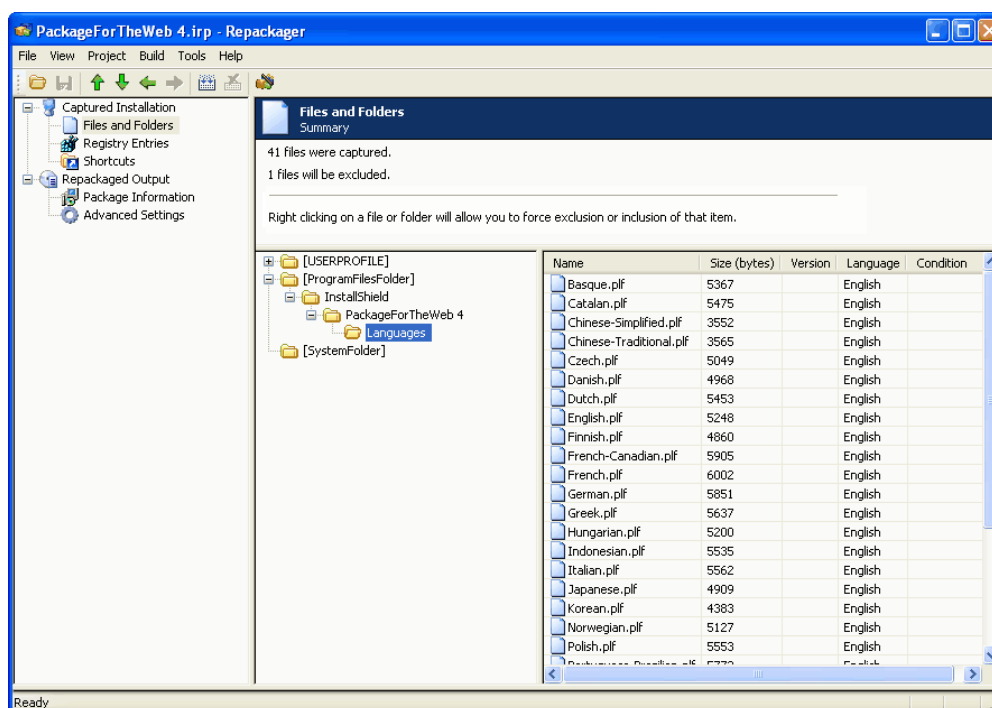 PackageForTheWeb 4.irp - Repackager
File View Project Build Tools Help
Captured Installation
Files and Folders
Registry Entries
Shortcuts
Repackaged Output
Package Information
Advanced Settings
Files and Folders
Summary
41 files were captured.
1 files will be excluded.
Right clicking on a file or folder will allow you to force exclusion or inclusion of that item.
[USERPROFILE]
[ProgramFilesFolder]
InstallShield
PackageForTheWeb 4
Languages
[SystemFolder]
Name Size (bytes) Version Language Condition
Basque.plf 5367 English
Catalan.plf 5475 English
Chinese-Simplified.plf 3552 English
Chinese-Traditional.plf 3565 English
Czech.plf 5049 English
Danish.plf 4968 English
Dutch.plf 5453 English
English.plf 5248 English
Finnish.plf 4860 English
French-Canadian.plf 5905 English
French.plf 6002 English
German.plf 5851 English
Greek.plf 5637 English
Hungarian.plf 5200 English
Indonesian.plf 5535 English
Italian.plf 5562 English
Japanese.plf 4909 English
Korean.plf 4383 English
Norwegian.plf 5127 English
Polish.plf 5553 English
Ready